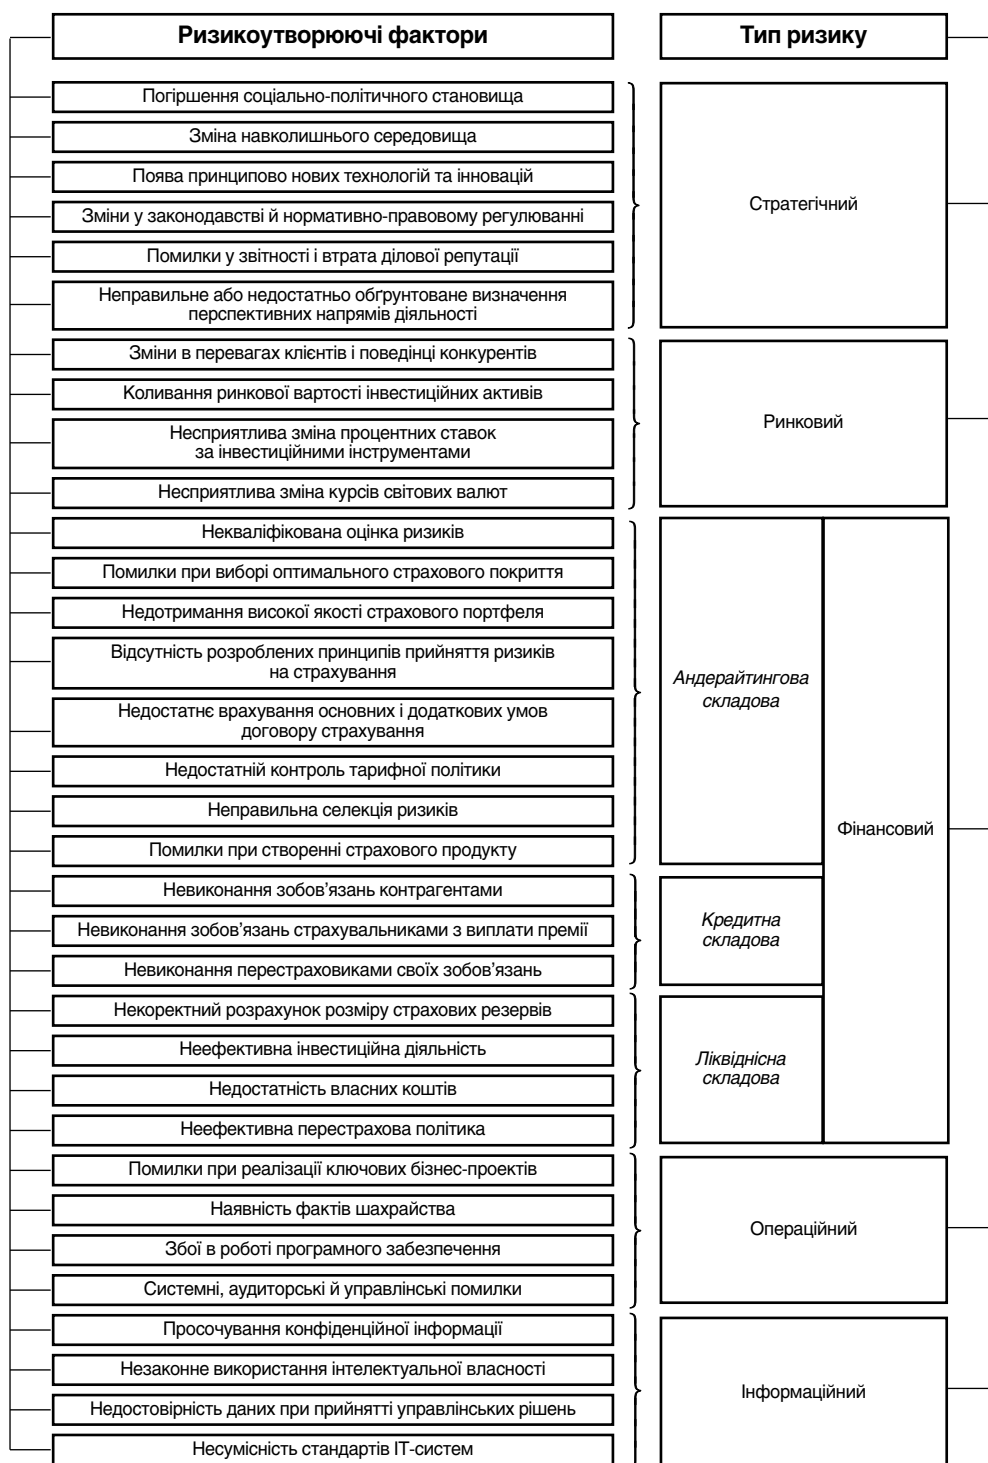 Ризикоутворюючі фактори
Тип ризику
Погіршення соціально-політичного становища
Зміна навколишнього середовища
Поява принципово нових технологій та інновацій
Зміни у законодавстві й нормативно-правовому регулюванні
Помилки у звітності і втрата ділової репутації
Неправильне або недостатньо обґрунтоване визначення
перспективних напрямів діяльності
Стратегічний
Зміни в перевагах клієнтів і поведінці конкурентів
Коливання ринкової вартості інвестиційних активів
Несприятлива зміна процентних ставок
за інвестиційними інструментами
Несприятлива зміна курсів світових валют
Ринковий
Некваліфікована оцінка ризиків
Помилки при виборі оптимального страхового покриття
Недотримання високої якості страхового портфеля
Відсутність розроблених принципів прийняття ризиків
на страхування
Недостатнє врахування основних і додаткових умов
договору страхування
Недостатній контроль тарифної політики
Неправильна селекція ризиків
Помилки при створенні страхового продукту
Андерайтингова
складова
Фінансовий
Невиконання зобов’язань контрагентами
Невиконання зобов’язань страхувальниками з виплати премії
Невиконання перестраховиками своїх зобов’язань
Кредитна
складова
Некоректний розрахунок розміру страхових резервів
Неефективна інвестиційна діяльність
Недостатність власних коштів
Неефективна перестрахова політика
Ліквіднісна
складова
Помилки при реалізації ключових бізнес-проектів
Наявність фактів шахрайства
Збої в роботі програмного забезпечення
Системні, аудиторські й управлінські помилки
Операційний
Просочування конфіденційної інформації
Незаконне використання інтелектуальної власності
Недостовірність даних при прийнятті управлінських рішень
Несумісність стандартів ІТ-систем
Інформаційний